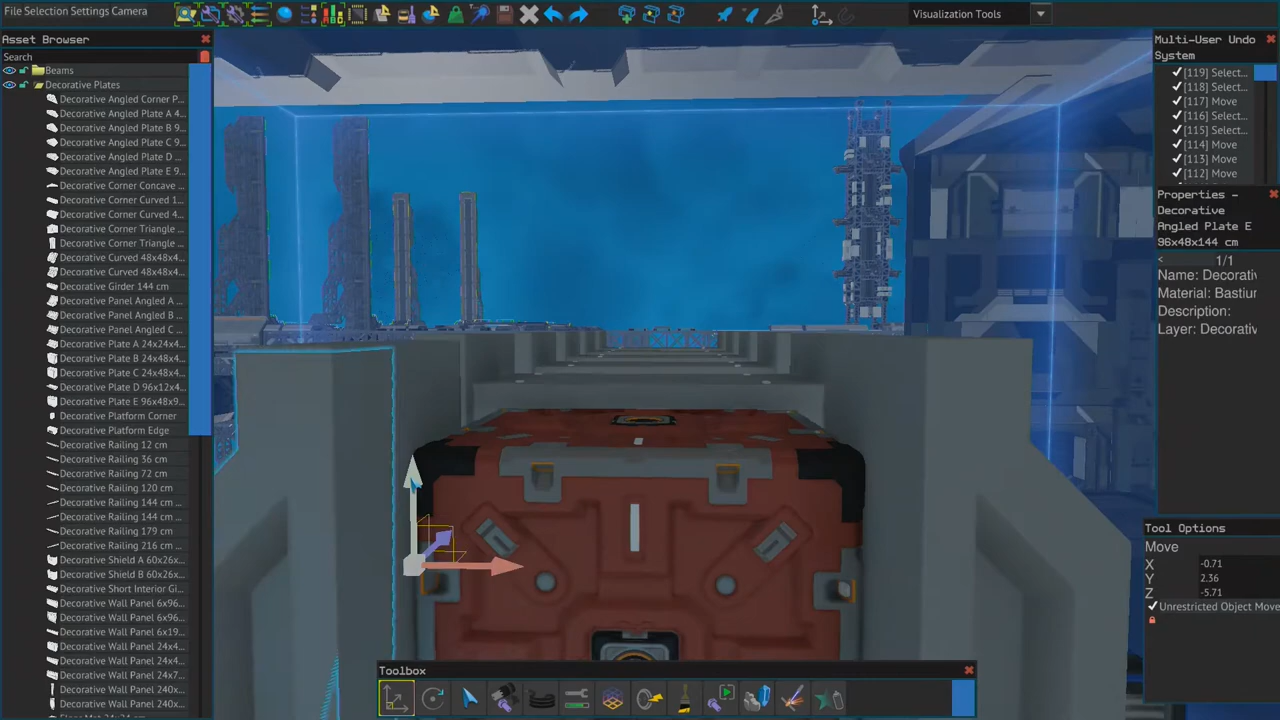 File Selection Settings Camera
Visualization Tools
Asset Browser
Search
Beams
Decorative Plates
Decorative Angled Corner P...
Decorative Angled Plate A 4...
Decorative Angled Plate B 9...
Decorative Angled Plate C 9...
Decorative Angled Plate D ...
Decorative Angled Plate E 9...
Decorative Corner Concave ...
Decorative Corner Curved 1...
Decorative Corner Curved 4...
Decorative Corner Triangle ...
Decorative Corner Triangle ...
Decorative Curved 48x48x4...
Decorative Curved 48x48x4...
Decorative Girder 144 cm
Decorative Panel Angled A ...
Decorative Panel Angled B ...
Decorative Panel Angled C ...
Decorative Plate A 24x24x4...
Decorative Plate B 24x48x4...
Decorative Plate C 24x48x4...
Decorative Plate D 96x12x4...
Decorative Plate E 96x48x9...
Decorative Platform Corner
Decorative Platform Edge
Decorative Railing 12 cm
Decorative Railing 36 cm
Decorative Railing 72 cm
Decorative Railing 120 cm
Decorative Railing 144 cm ...
Decorative Railing 144 cm ...
Decorative Railing 179 cm
Decorative Railing 216 cm ...
Decorative Shield A 60x26x...
Decorative Shield B 60x26x...
Decorative Short Interior Gi...
Decorative Wall Panel 6x96...
Decorative Wall Panel 6x96...
Decorative Wall Panel 6x19...
Decorative Wall Panel 24x4...
Decorative Wall Panel 24x4...
Decorative Wall Panel 24x7...
Decorative Wall Panel 240x...
Decorative Wall Panel 240x...
Multi-User Undo
System
[119] Select...
[118] Select...
[117] Move
[116] Select...
[115] Select...
[114] Move
[113] Move
[112] Move
Properties -
Decorative
Angled Plate E
96x48x144 cm
< 1/1
Name: Decorati
Material: Bastiu
Description:
Layer: Decorativ
Tool Options
Move
X -0.71
Y 2.36
Z -5.71
Unrestricted Object Move
Toolbox